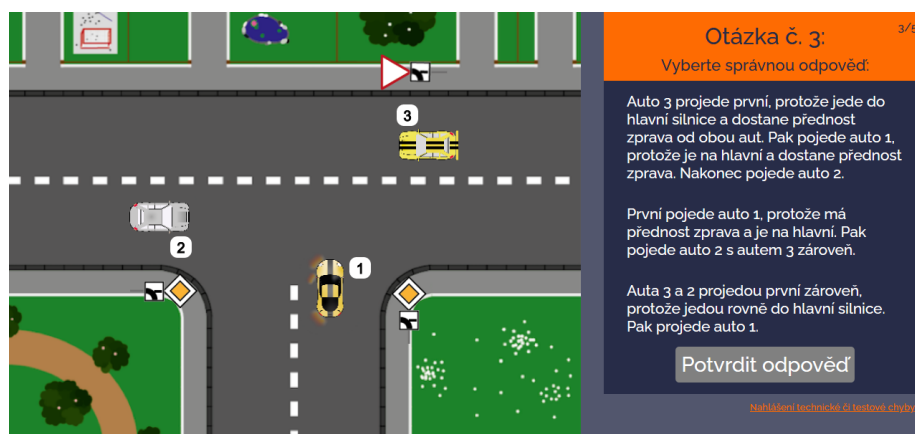 3
2
1
Otázka č. 3:
3/5
Vyberte správnou odpověď:
Auto 3 projede první, protože jede do
hlavní silnice a dostane přednost
zprava od obou aut. Pak pojede auto 1,
protože je na hlavní a dostane přednost
zprava. Nakonec pojede auto 2.
První pojede auto 1, protože má
přednost zprava a je na hlavní. Pak
pojede auto 2 s autem 3 zároveň.
Auta 3 a 2 projedou první zároveň,
protože jedou rovně do hlavní silnice.
Pak projede auto 1.
Potvrdit odpověď
Nahlášení technické či testové chyby